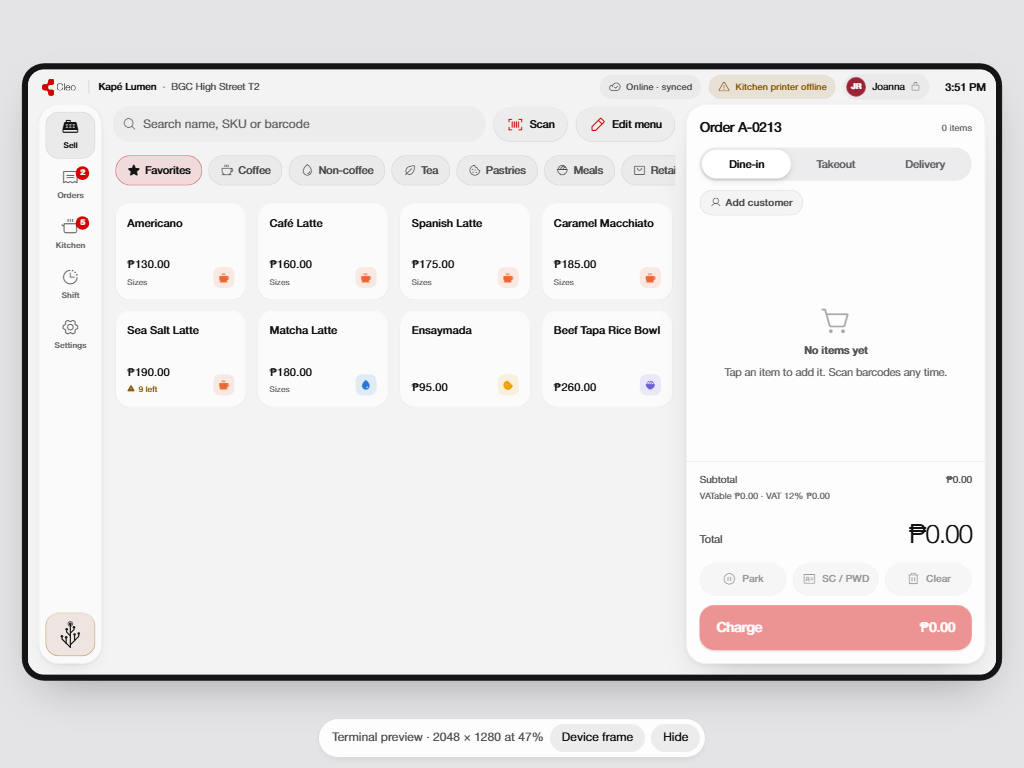 Cleo
Kapé Lumen · BGC High Street T2
Online · synced
Kitchen printer offline
JR Joanna
3:51 PM
Sell
2
Orders
5
Kitchen
Shift
Settings
Search name, SKU or barcode
Scan
Edit menu
Favorites
Coffee
Non-coffee
Tea
Pastries
Meals
Retai
Americano
₱130.00
Sizes
Café Latte
₱160.00
Sizes
Spanish Latte
₱175.00
Sizes
Caramel Macchiato
₱185.00
Sizes
Sea Salt Latte
₱190.00
9 left
Matcha Latte
₱180.00
Sizes
Ensaymada
₱95.00
Beef Tapa Rice Bowl
₱260.00
Order A-0213
0 items
Dine-in
Takeout
Delivery
Add customer
No items yet
Tap an item to add it. Scan barcodes any time.
Subtotal ₱0.00
VATable ₱0.00 · VAT 12% ₱0.00
Total ₱0.00
Park
SC / PWD
Clear
Charge ₱0.00
Terminal preview · 2048 × 1280 at 47%
Device frame
Hide